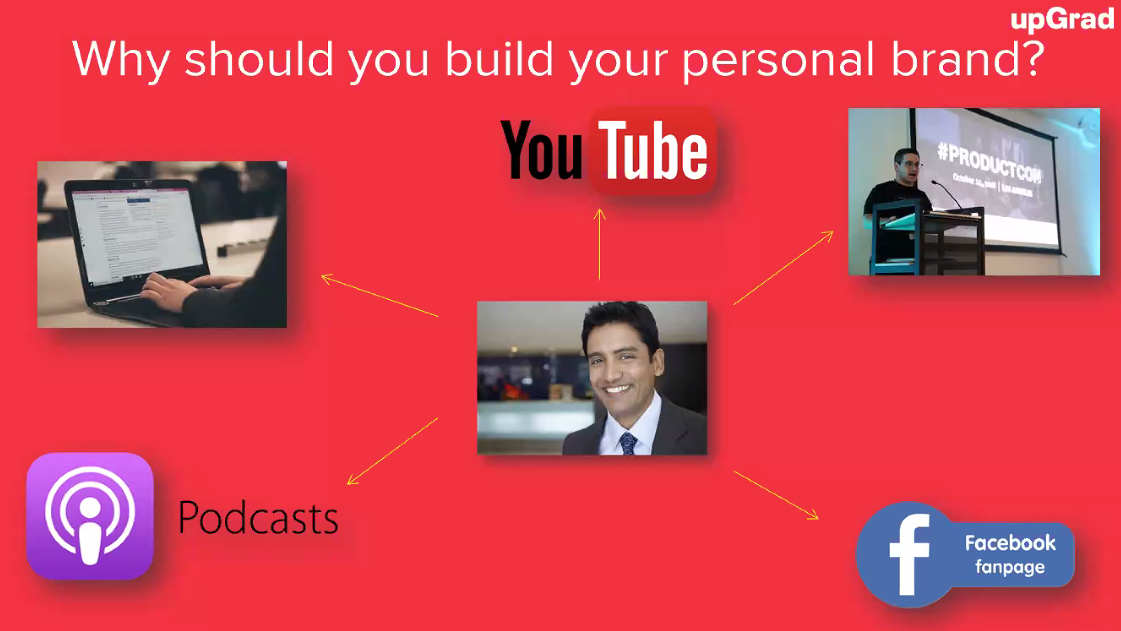 upGrad
Why should you build your personal brand?
YouTube
#PRODUCTCON
Podcasts
Facebook
fanpage